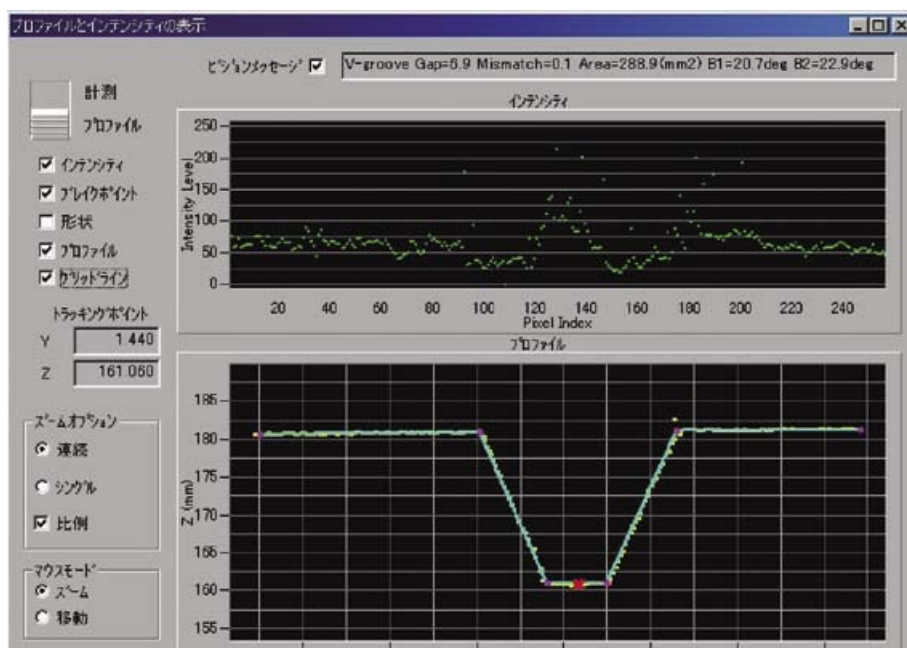 プロファイルとインテンシティの表示
ビジョンメッセージ
V-groove Gap=6.9 Mismatch=0.1 Area=288.9(mm2) B1=20.7deg B2=22.9deg
計測
プロファイル
インテンシティ
ブレイクポイント
形状
プロファイル
グリッドライン
トラッキングポイント
Y 1.440
Z 161.060
ズームオプション
連続
シングル
比例
マウスモード
ズーム
移動
インテンシティ
Intensity Level
250
200
150
100
50
0
20 40 60 80 100 120 140 160 180 200 220 240
Pixel Index
プロファイル
Z (mm)
185
180
175
170
165
160
155